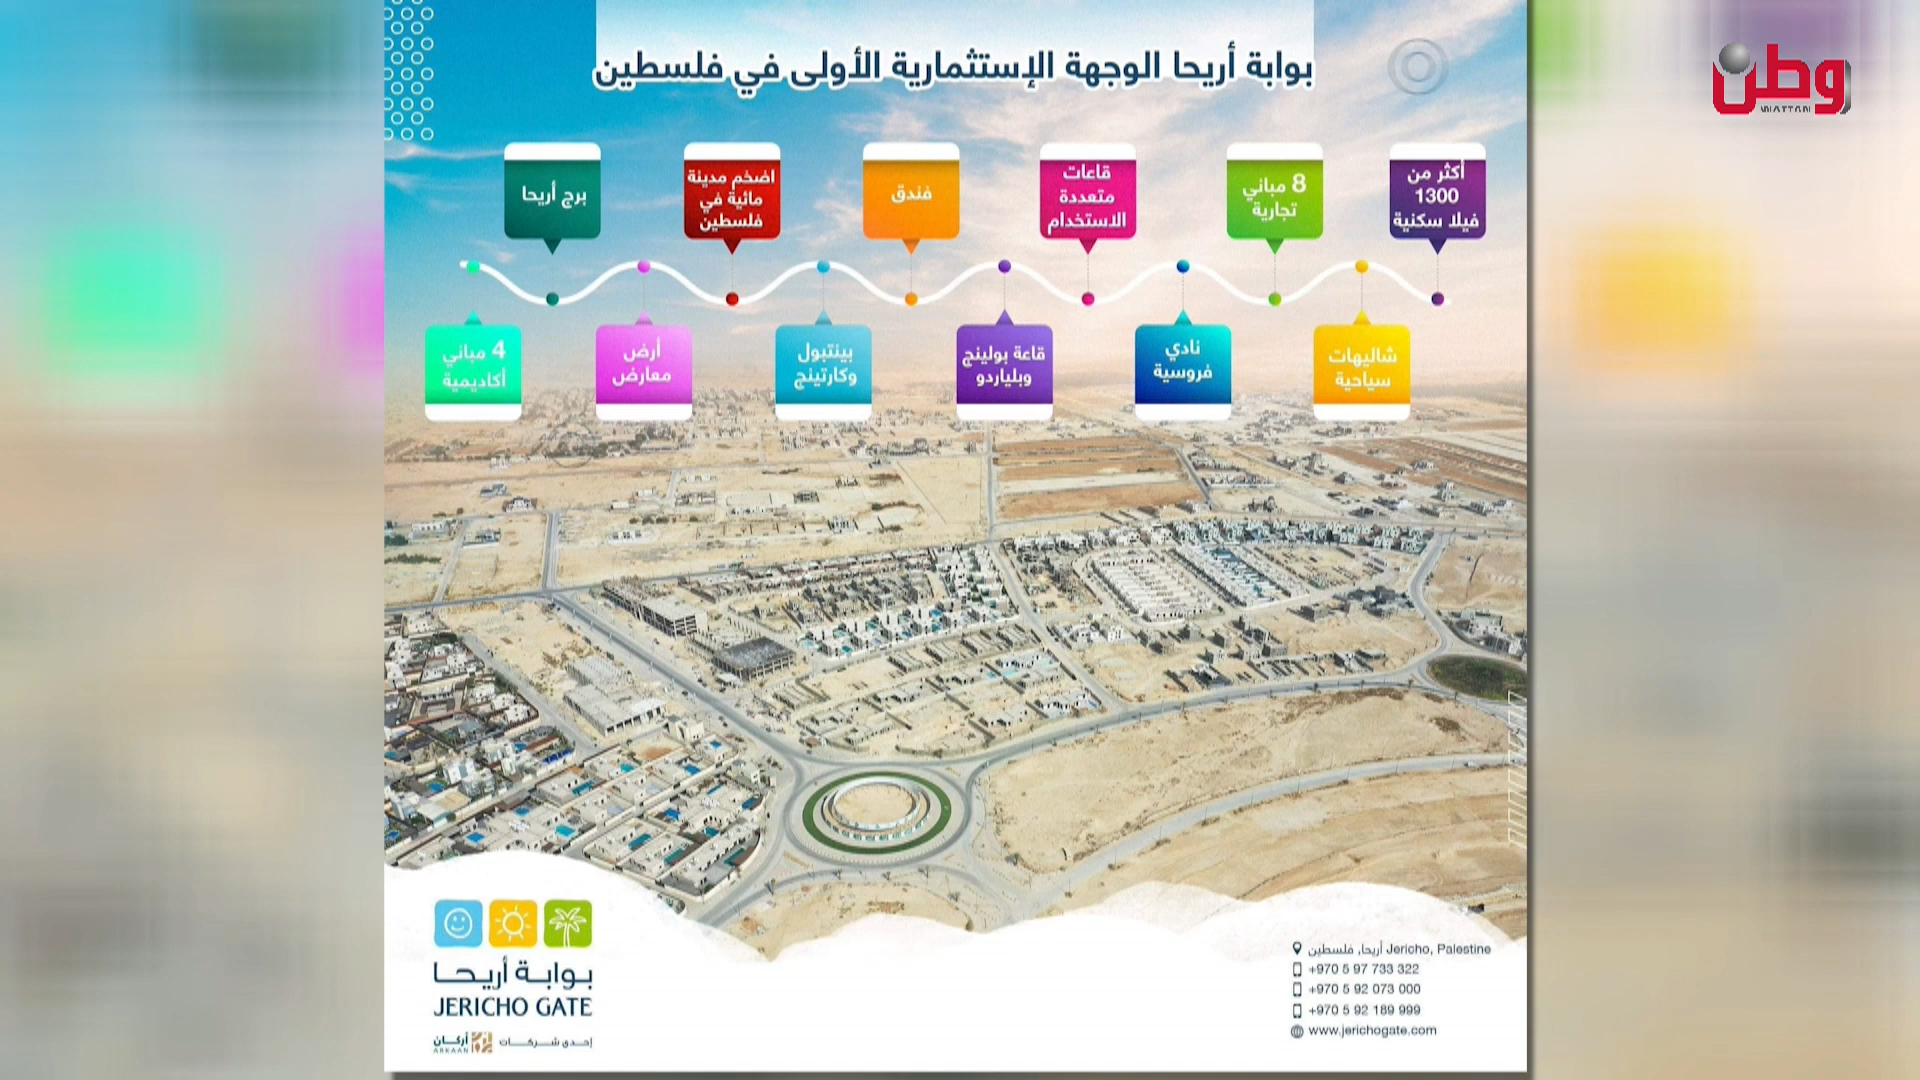 بوابة أريحا الوجهة الإستثمارية الأولى في فلسطين
وطن
WATTAN
أكثر من
1300
فيلا سكنية
8 مباني
تجارية
قاعات
متعددة
الاستخدام
فندق
اضخم مدينة
مائية في
فلسطين
برج أريحا
شاليهات
سياحية
نادي
فروسية
قاعة بولينج
وبلياردو
بينتبول
وكارتينج
أرض
معارض
4 مباني
أكاديمية
بوابة أريحا
JERICHO GATE
إحدى شركات أركان
ARKAAN
أريحا, فلسطين Jericho, Palestine
+970 5 97 733 322
+970 5 92 073 000
+970 5 92 189 999
www.jerichogate.com